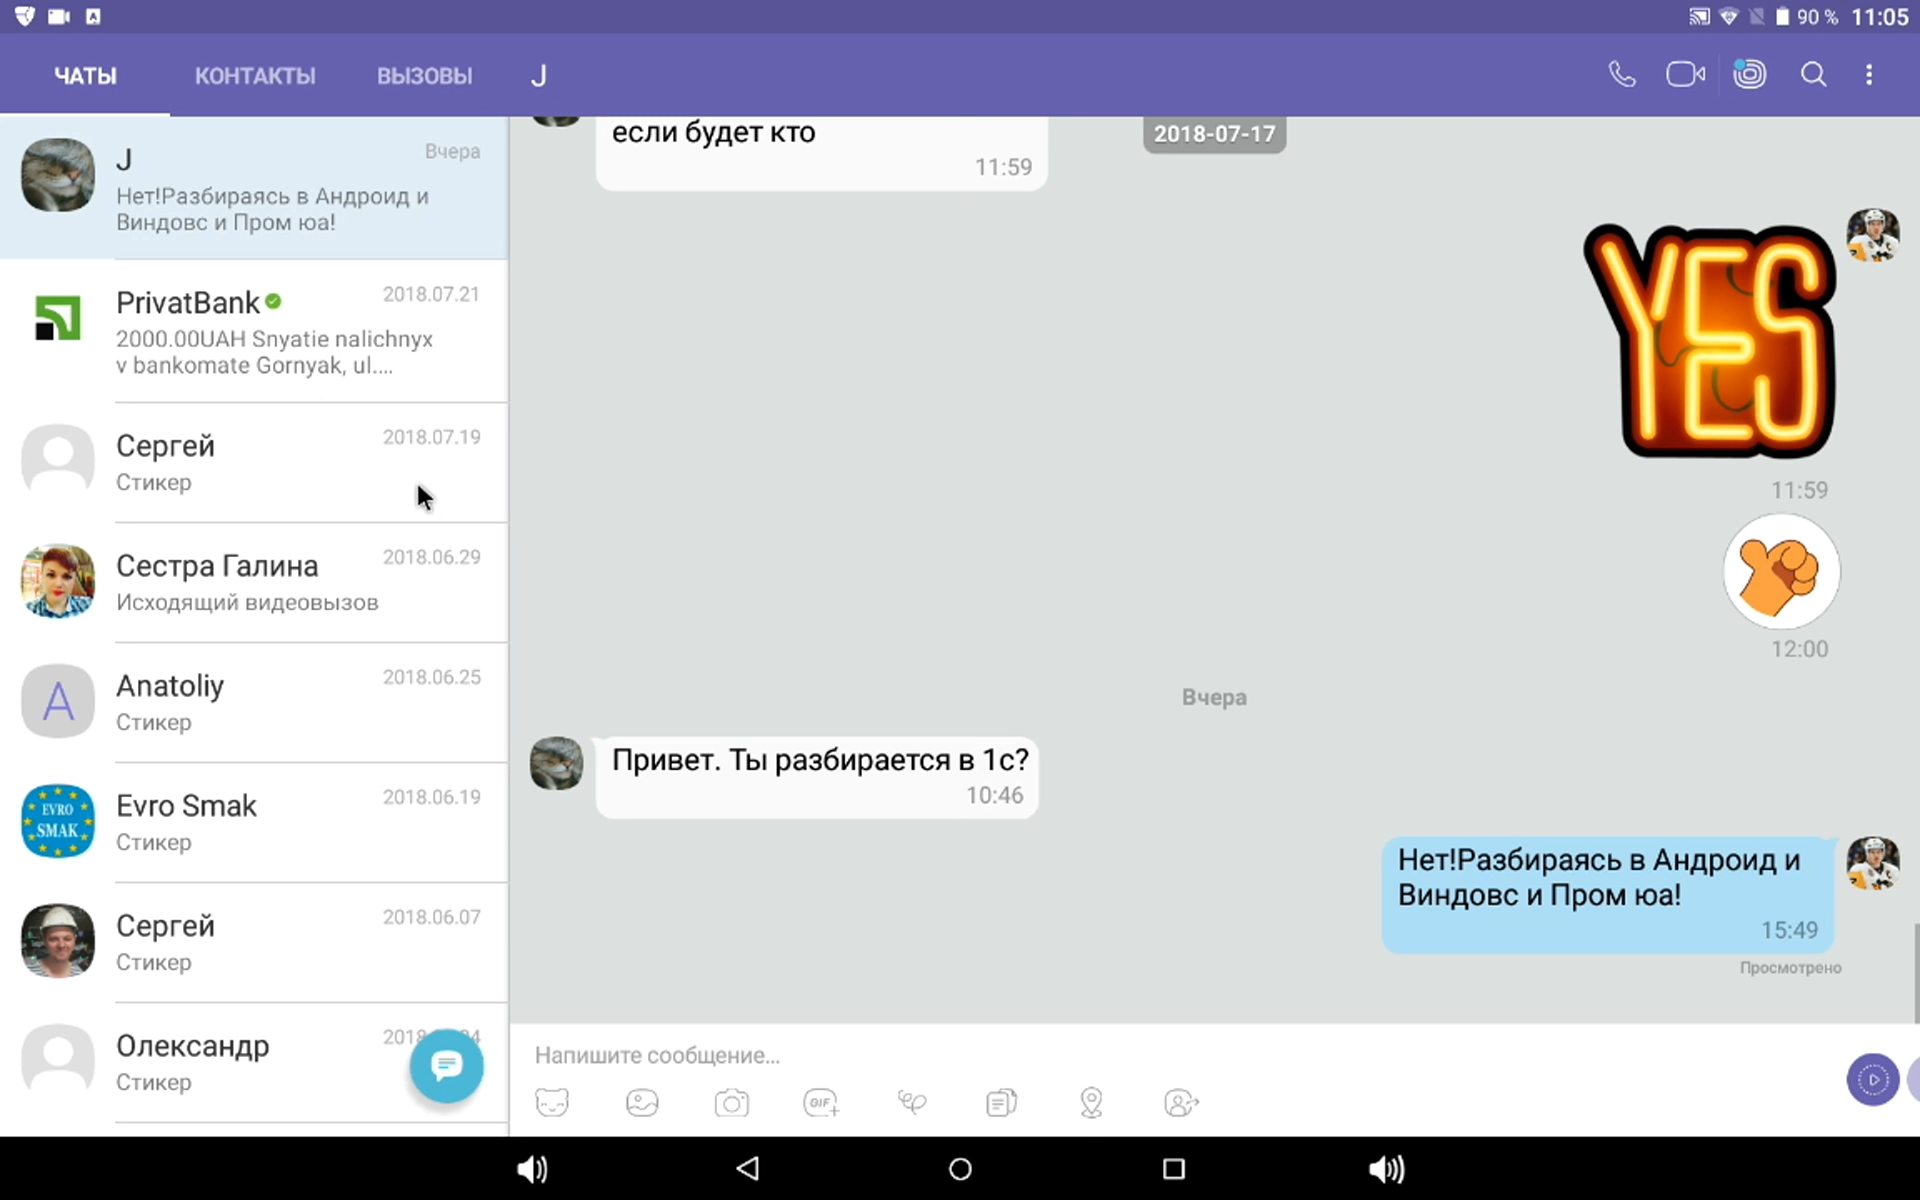 90 % 11:05
ЧАТЫ КОНТАКТЫ ВЫЗОВЫ J
J Вчера
Нет!Разбираясь в Андроид и
Виндовс и Пром юа!
PrivatBank 2018.07.21
2000.00UAH Snyatie nalichnyx
v bankomate Gornyak, ul....
Сергей 2018.07.19
Стикер
Сестра Галина 2018.06.29
Исходящий видеовызов
A
Anatoliy 2018.06.25
Стикер
EVRO
SMAK
Evro Smak 2018.06.19
Стикер
Сергей 2018.06.07
Стикер
Олександр 2018
Стикер
если будет кто
11:59
2018-07-17
YES
11:59
12:00
Вчера
Привет. Ты разбирается в 1с?
10:46
Нет!Разбираясь в Андроид и
Виндовс и Пром юа!
15:49
Просмотрено
Напишите сообщение...
GIF